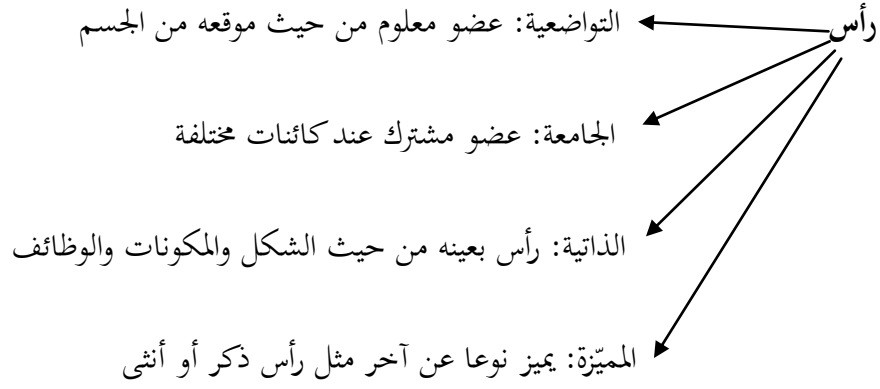 رأس
التواضعية: عضو معلوم من حيث موقعه من الجسم
الجامعة: عضو مشترك عند كائنات مختلفة
الذاتية: رأس بعينه من حيث الشكل والمكونات والوظائف
المميّزة: يميز نوعا عن آخر مثل رأس ذكر أو أنثى